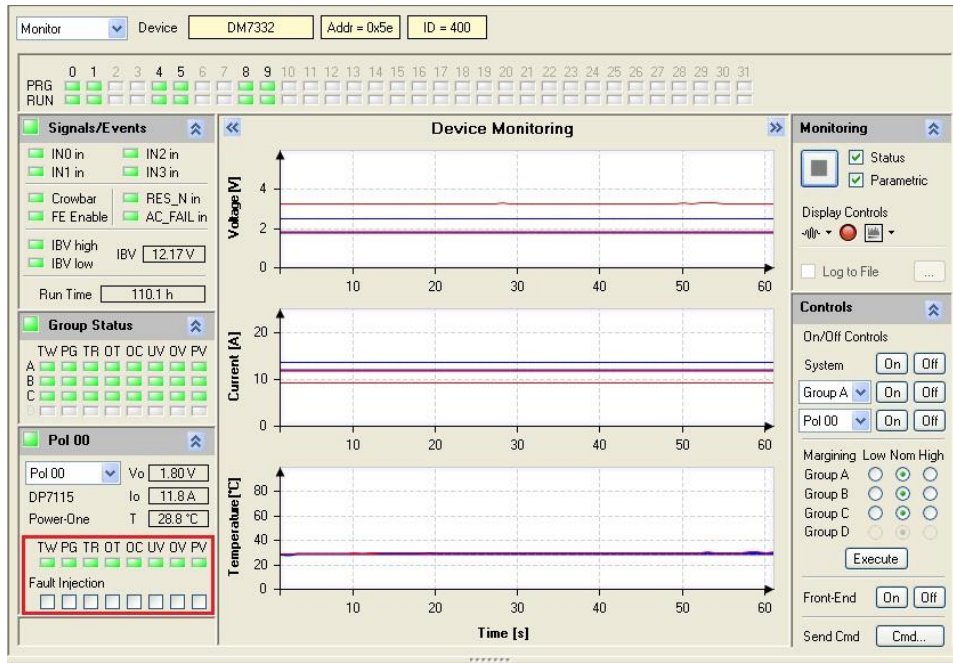 Monitor Device DM7332 Addr = 0x5e ID = 400
0 1 2 3 4 5 6 7 8 9 10 11 12 13 14 15 16 17 18 19 20 21 22 23 24 25 26 27 28 29 30 31
PRG
RUN
Signals/Events
IN0 in IN2 in
IN1 in IN3 in
Crowbar RES_N in
FE Enable AC_FAIL in
IBV high
IBV low
IBV 12.17 V
Run Time 110.1 h
Group Status
TW PG TR OT OC UV OV PV
A
B
C
D
Pol 00
Pol 00 Vo 1.80 V
DP7115 Io 11.8 A
Power-One T 28.8 °C
TW PG TR OT OC UV OV PV
Fault Injection
Device Monitoring
Voltage [V]
4
2
0
10 20 30 40 50 60
Current [A]
20
10
0
10 20 30 40 50 60
Temperature[°C]
80
60
40
20
0
10 20 30 40 50 60
Time [s]
Monitoring
Status
Parametric
Display Controls
Log to File ...
Controls
On/Off Controls
System On Off
Group A On Off
Pol 00 On Off
Margining Low Nom High
Group A
Group B
Group C
Group D
Execute
Front-End On Off
Send Cmd Cmd...